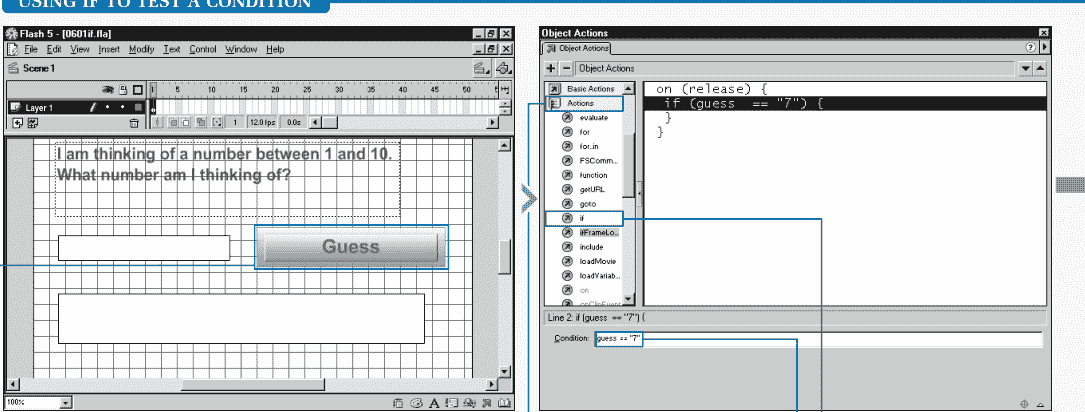 USING IF TO TEST A CONDITION
Flash 5 - [0601if.fla]
File Edit View Insert Modify Text Control Window Help
Scene 1
5 10 15 20 25 30 35 40 45 50
Layer 1
1 12.0 fps 0.0s
I am thinking of a number between 1 and 10.
What number am I thinking of?
Guess
100%
Object Actions
Object Actions
Object Actions
Basic Actions
Actions
evaluate
for
for..in
FSComm...
function
getURL
goto
if
ifFrameLo...
include
loadMovie
loadVariab...
on
onClipEvent
on (release) {
if (guess == "7") {
}
}
Line 2: if (guess == "7") {
Condition: guess == "7"